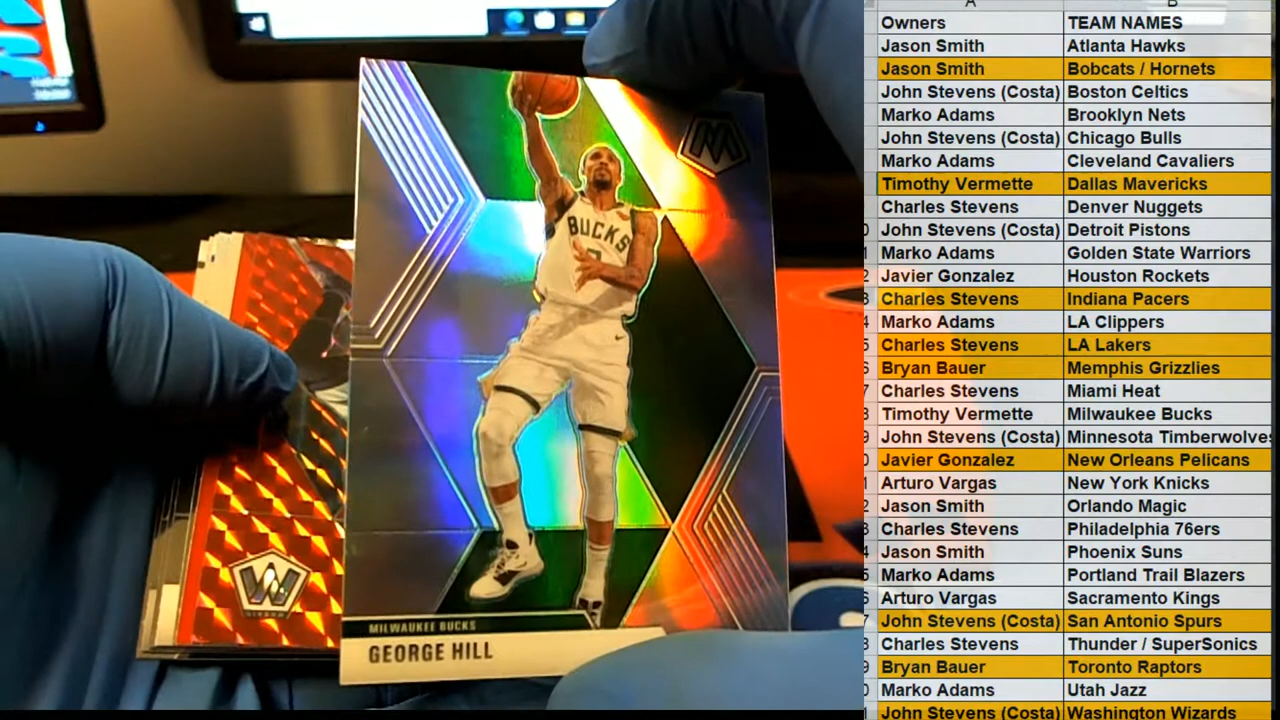 BUCKS
MILWAUKEE BUCKS
GEORGE HILL
A B
Owners TEAM NAMES
Jason Smith Atlanta Hawks
Jason Smith Bobcats / Hornets
John Stevens (Costa) Boston Celtics
Marko Adams Brooklyn Nets
John Stevens (Costa) Chicago Bulls
Marko Adams Cleveland Cavaliers
Timothy Vermette Dallas Mavericks
Charles Stevens Denver Nuggets
John Stevens (Costa) Detroit Pistons
Marko Adams Golden State Warriors
Javier Gonzalez Houston Rockets
Charles Stevens Indiana Pacers
Marko Adams LA Clippers
Charles Stevens LA Lakers
Bryan Bauer Memphis Grizzlies
Charles Stevens Miami Heat
Timothy Vermette Milwaukee Bucks
John Stevens (Costa) Minnesota Timberwolves
Javier Gonzalez New Orleans Pelicans
Arturo Vargas New York Knicks
Jason Smith Orlando Magic
Charles Stevens Philadelphia 76ers
Jason Smith Phoenix Suns
Marko Adams Portland Trail Blazers
Arturo Vargas Sacramento Kings
John Stevens (Costa) San Antonio Spurs
Charles Stevens Thunder / SuperSonics
Bryan Bauer Toronto Raptors
Marko Adams Utah Jazz
John Stevens (Costa) Washington Wizards